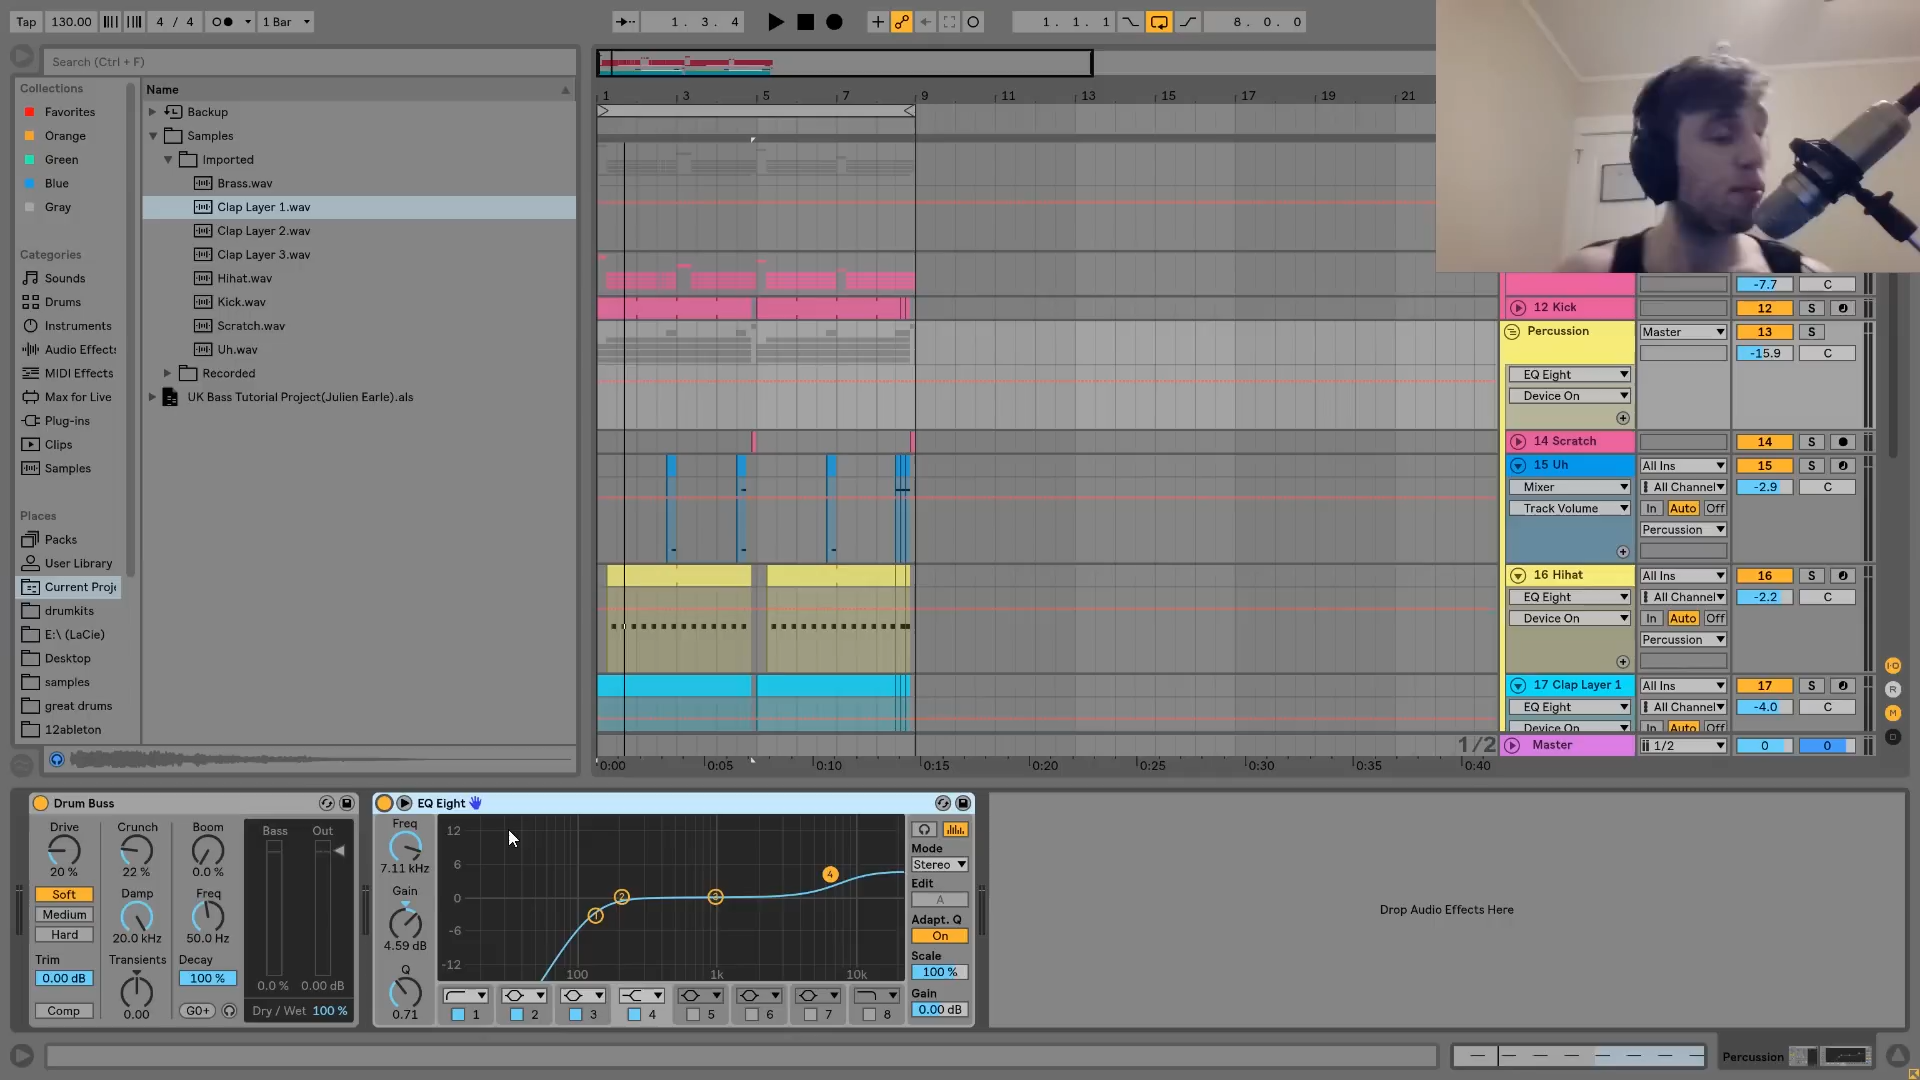 Tap 130.00 4 / 4 1 Bar
1. 3. 4
1. 1. 1
8. 0. 0
Search (Ctrl + F)
Collections
Favorites
Orange
Green
Blue
Gray
Categories
Sounds
Drums
Instruments
Audio Effects
MIDI Effects
Max for Live
Plug-ins
Clips
Samples
Places
Packs
User Library
Current Proj
drumkits
E:\ (LaCie)
Desktop
samples
great drums
12ableton
Name
Backup
Samples
Imported
Brass.wav
Clap Layer 1.wav
Clap Layer 2.wav
Clap Layer 3.wav
Hihat.wav
Kick.wav
Scratch.wav
Uh.wav
Recorded
UK Bass Tutorial Project(Julien Earle).als
1 3 5 7 9 11 13 15 17 19 21
-7.7 C
12 Kick 12 S
Percussion Master 13 S
-15.9 C
EQ Eight
Device On
14 Scratch 14 S
15 Uh All Ins 15 S
Mixer All Channel -2.9 C
Track Volume In Auto Off
Percussion
16 Hihat All Ins 16 S
EQ Eight All Channel -2.2 C
Device On In Auto Off
Percussion
17 Clap Layer 1 All Ins 17 S
EQ Eight All Channel -4.0 C
Device On In Auto Off
1/2 Master 1/2 0 0
I·O
R
M
D
0:00 0:05 0:10 0:15 0:20 0:25 0:30 0:35 0:40
Drum Buss
Drive Crunch Boom
20 % 22 % 0.0 %
Soft Damp Freq
Medium
Hard 20.0 kHz 50.0 Hz
Trim Transients Decay
0.00 dB 100 %
Comp 0.00 G0+
Bass Out
0.0 % 0.00 dB
Dry / Wet 100 %
EQ Eight
Freq
7.11 kHz
Gain
4.59 dB
Q
0.71
12
6
0
-6
-12
100 1k 10k
1 2 3 4
1 2 3 4 5 6 7 8
Mode
Stereo
Edit
A
Adapt. Q
On
Scale
100 %
Gain
0.00 dB
Drop Audio Effects Here
Percussion